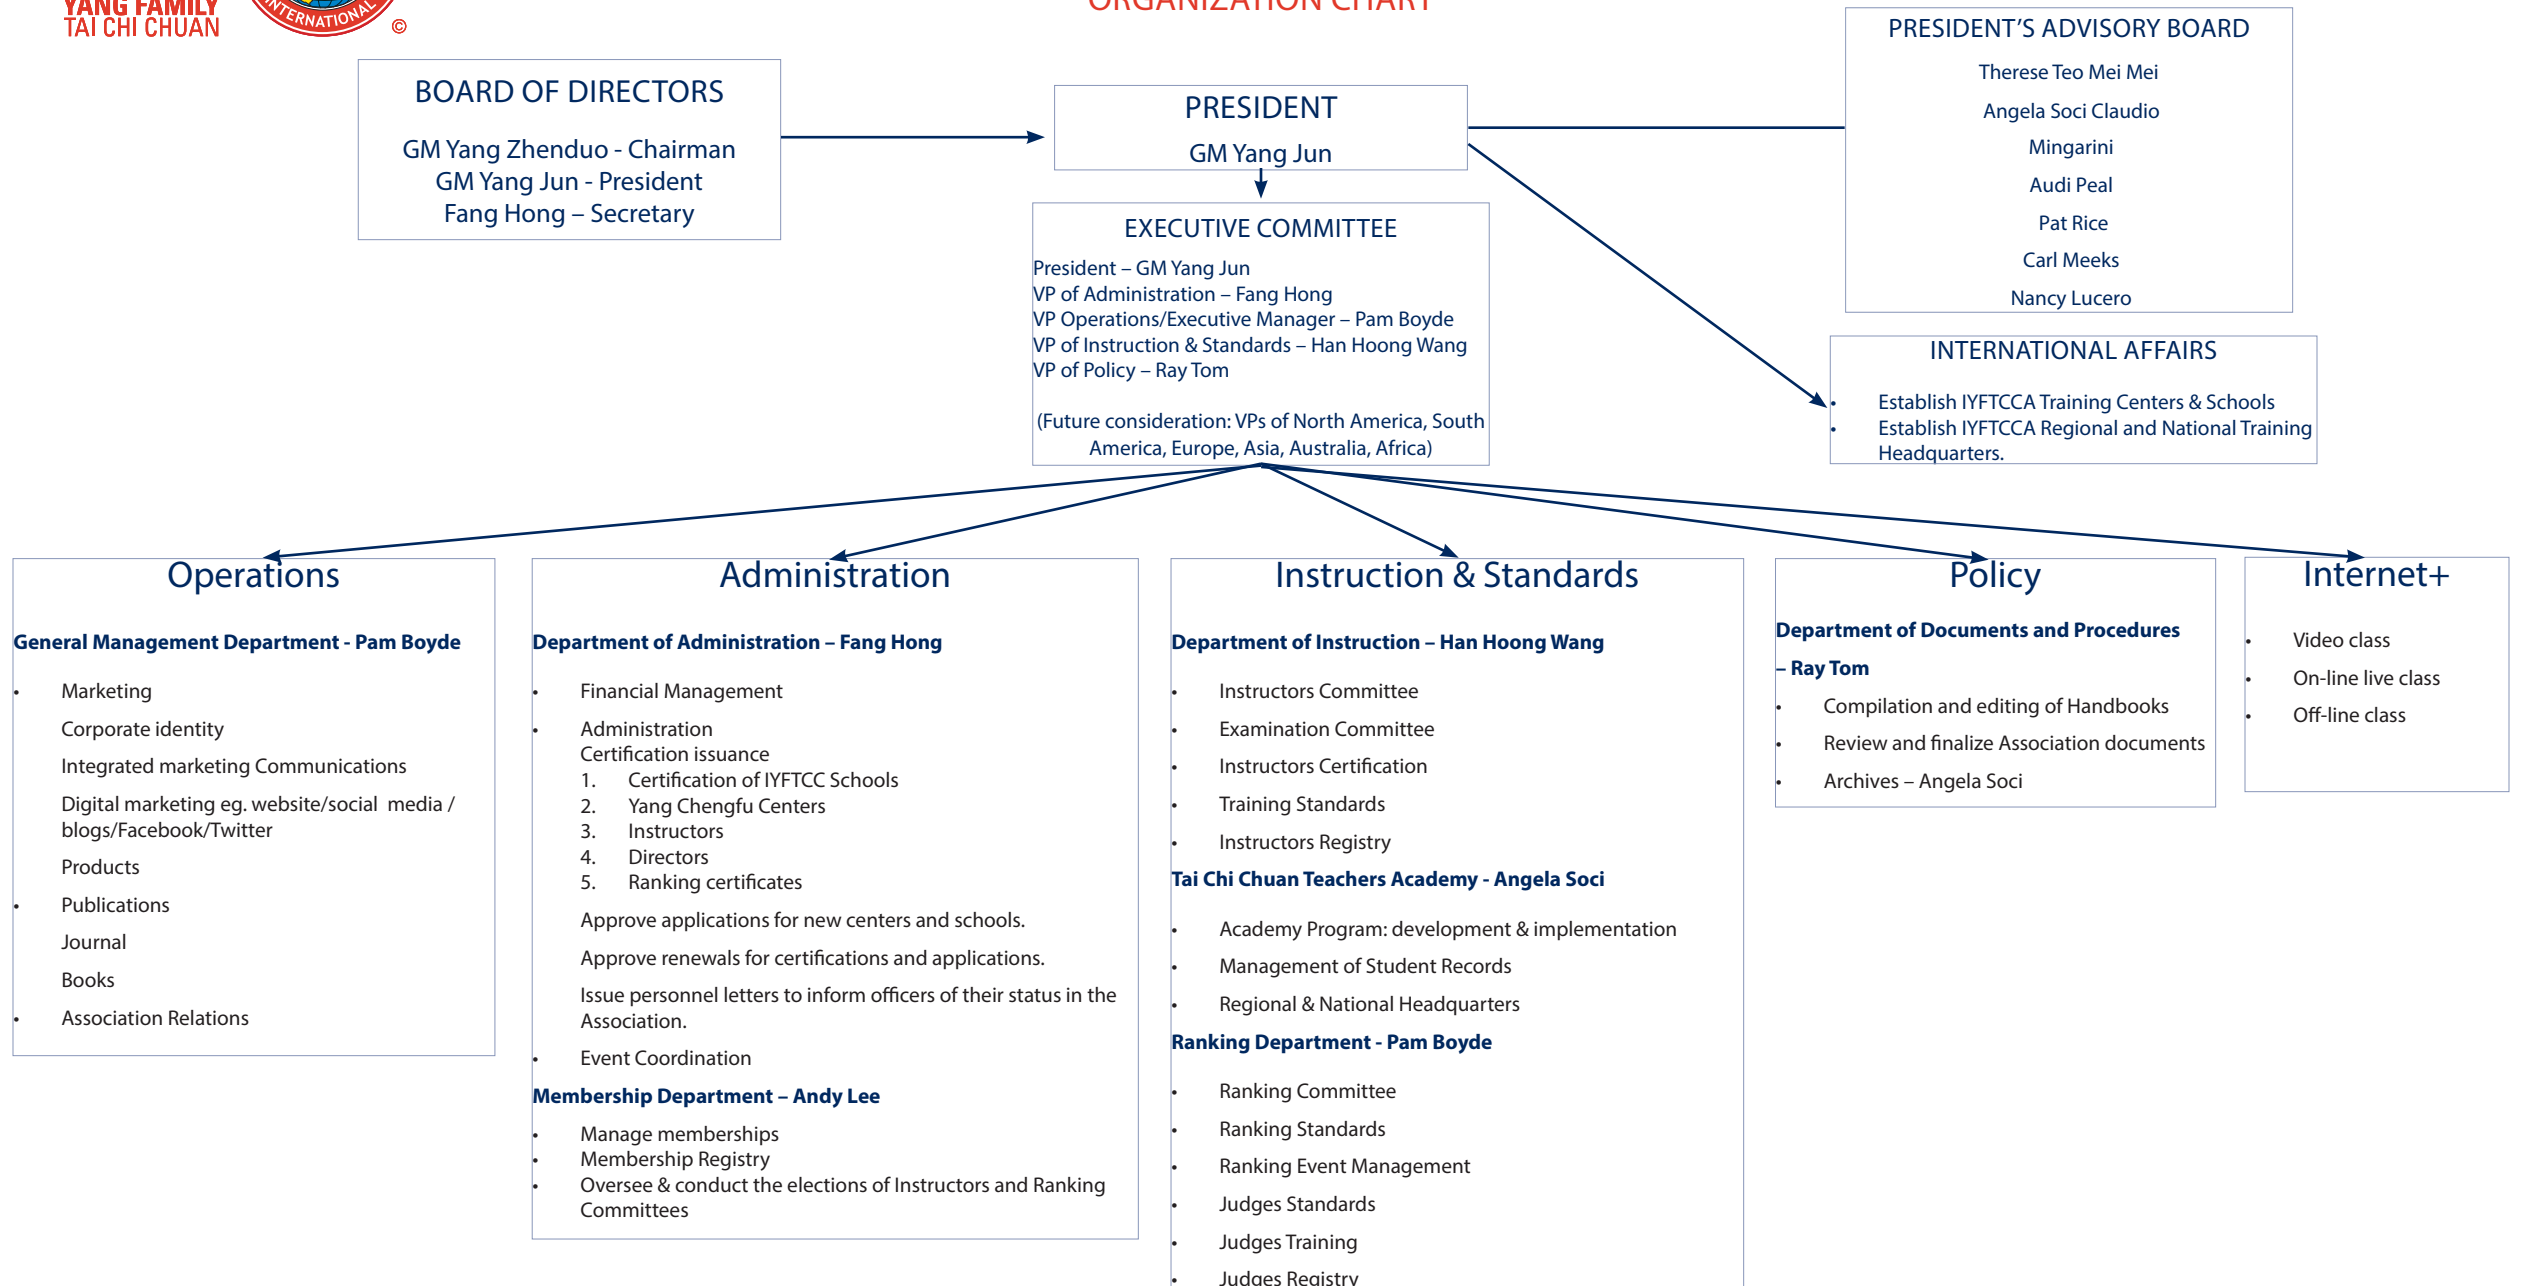 YANG FAMILY
TAI CHI CHUAN
INTERNATIONAL
©
ORGANIZATION CHART
BOARD OF DIRECTORS
GM Yang Zhenduo - Chairman
GM Yang Jun - President
Fang Hong – Secretary
PRESIDENT
GM Yang Jun
PRESIDENT’S ADVISORY BOARD
Therese Teo Mei Mei
Angela Soci Claudio
Mingarini
Audi Peal
Pat Rice
Carl Meeks
Nancy Lucero
EXECUTIVE COMMITTEE
President – GM Yang Jun
VP of Administration – Fang Hong
VP Operations/Executive Manager – Pam Boyde
VP of Instruction & Standards – Han Hoong Wang
VP of Policy – Ray Tom
(Future consideration: VPs of North America, South
America, Europe, Asia, Australia, Africa)
INTERNATIONAL AFFAIRS
• Establish IYFTCCA Training Centers & Schools
• Establish IYFTCCA Regional and National Training
Headquarters.
Operations
General Management Department - Pam Boyde
• Marketing
Corporate identity
Integrated marketing Communications
Digital marketing eg. website/social media /
blogs/Facebook/Twitter
Products
• Publications
Journal
Books
• Association Relations
Administration
Department of Administration – Fang Hong
• Financial Management
• Administration
Certification issuance
1. Certification of IYFTCC Schools
2. Yang Chengfu Centers
3. Instructors
4. Directors
5. Ranking certificates
Approve applications for new centers and schools.
Approve renewals for certifications and applications.
Issue personnel letters to inform officers of their status in the
Association.
• Event Coordination
Membership Department – Andy Lee
• Manage memberships
• Membership Registry
• Oversee & conduct the elections of Instructors and Ranking
Committees
Instruction & Standards
Department of Instruction – Han Hoong Wang
• Instructors Committee
• Examination Committee
• Instructors Certification
• Training Standards
• Instructors Registry
Tai Chi Chuan Teachers Academy - Angela Soci
• Academy Program: development & implementation
• Management of Student Records
• Regional & National Headquarters
Ranking Department - Pam Boyde
• Ranking Committee
• Ranking Standards
• Ranking Event Management
• Judges Standards
• Judges Training
• Judges Registry
Policy
Department of Documents and Procedures
– Ray Tom
• Compilation and editing of Handbooks
• Review and finalize Association documents
• Archives – Angela Soci
Internet+
• Video class
• On-line live class
• Off-line class